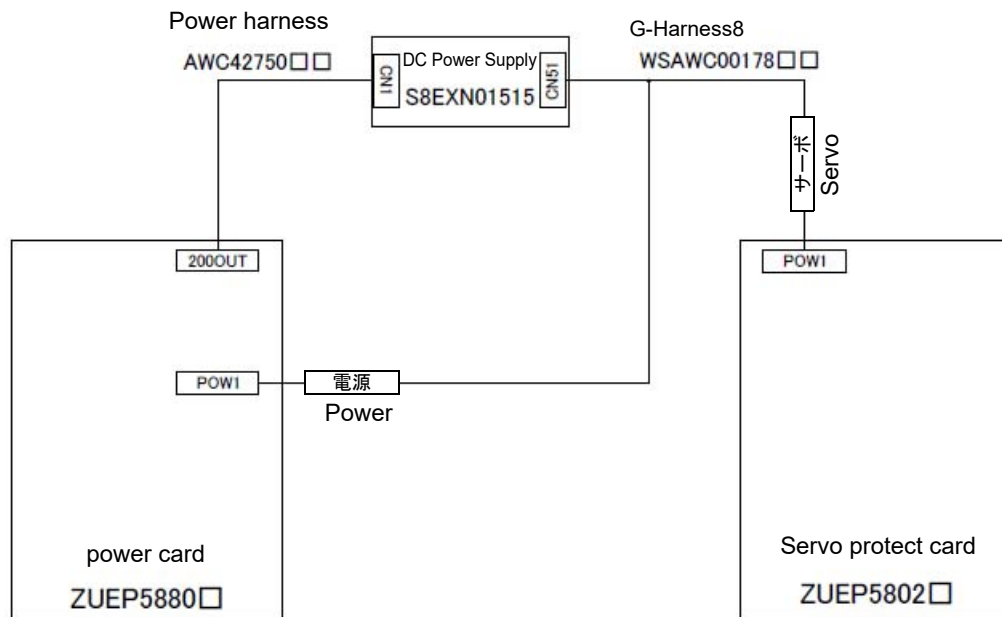 Power harness
AWC42750□□
G-Harness8
WSAWC00178□□
CN1
DC Power Supply
S8EXN01515
CN51
サーボ
Servo
200OUT
POW1
POW1
電源
Power
power card
ZUEP5880□
Servo protect card
ZUEP5802□